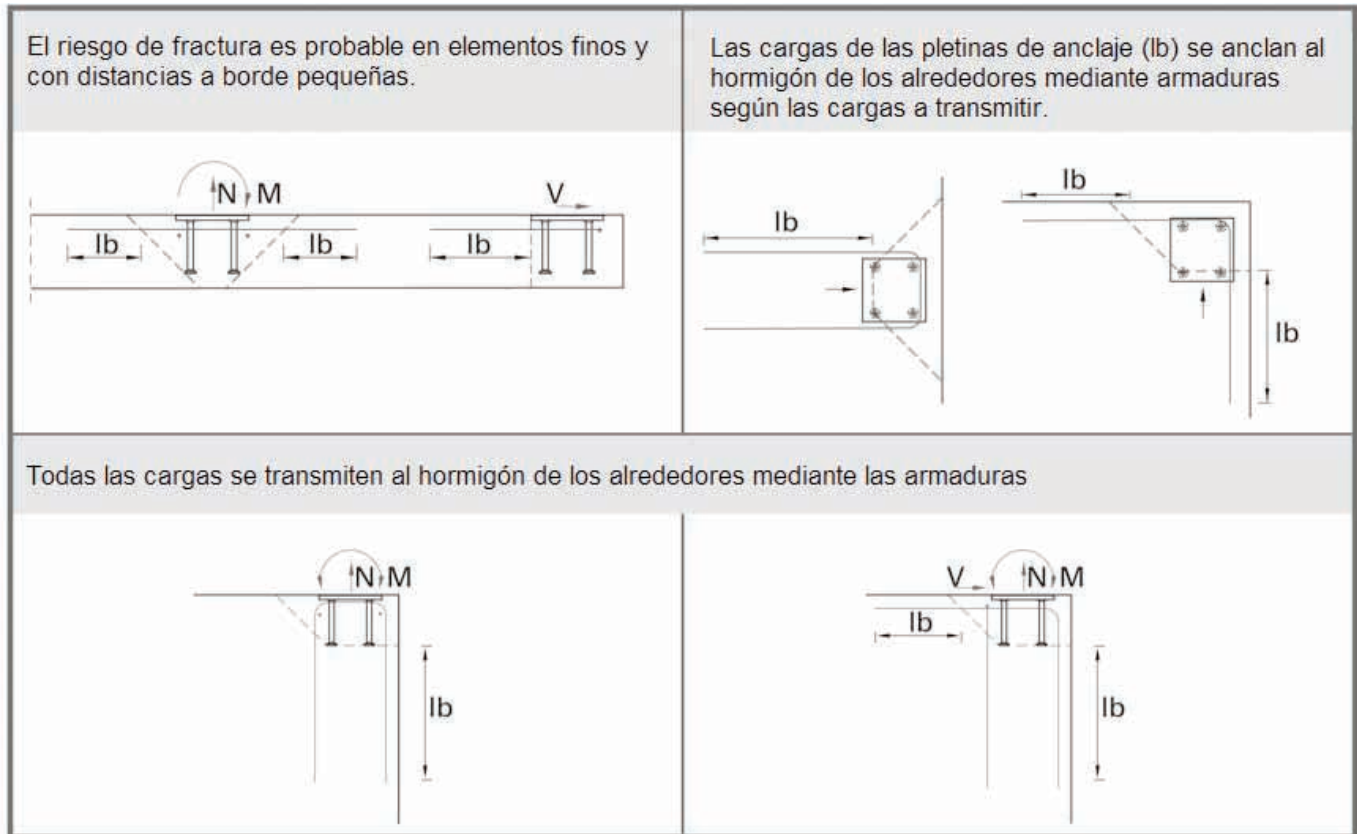 El riesgo de fractura es probable en elementos finos y
con distancias a borde pequeñas.
Las cargas de las pletinas de anclaje (lb) se anclan al
hormigón de los alrededores mediante armaduras
según las cargas a transmitir.
N M
V
lb
lb
lb
lb
lb
lb
Todas las cargas se transmiten al hormigón de los alrededores mediante las armaduras
N M
lb
V N M
lb
lb